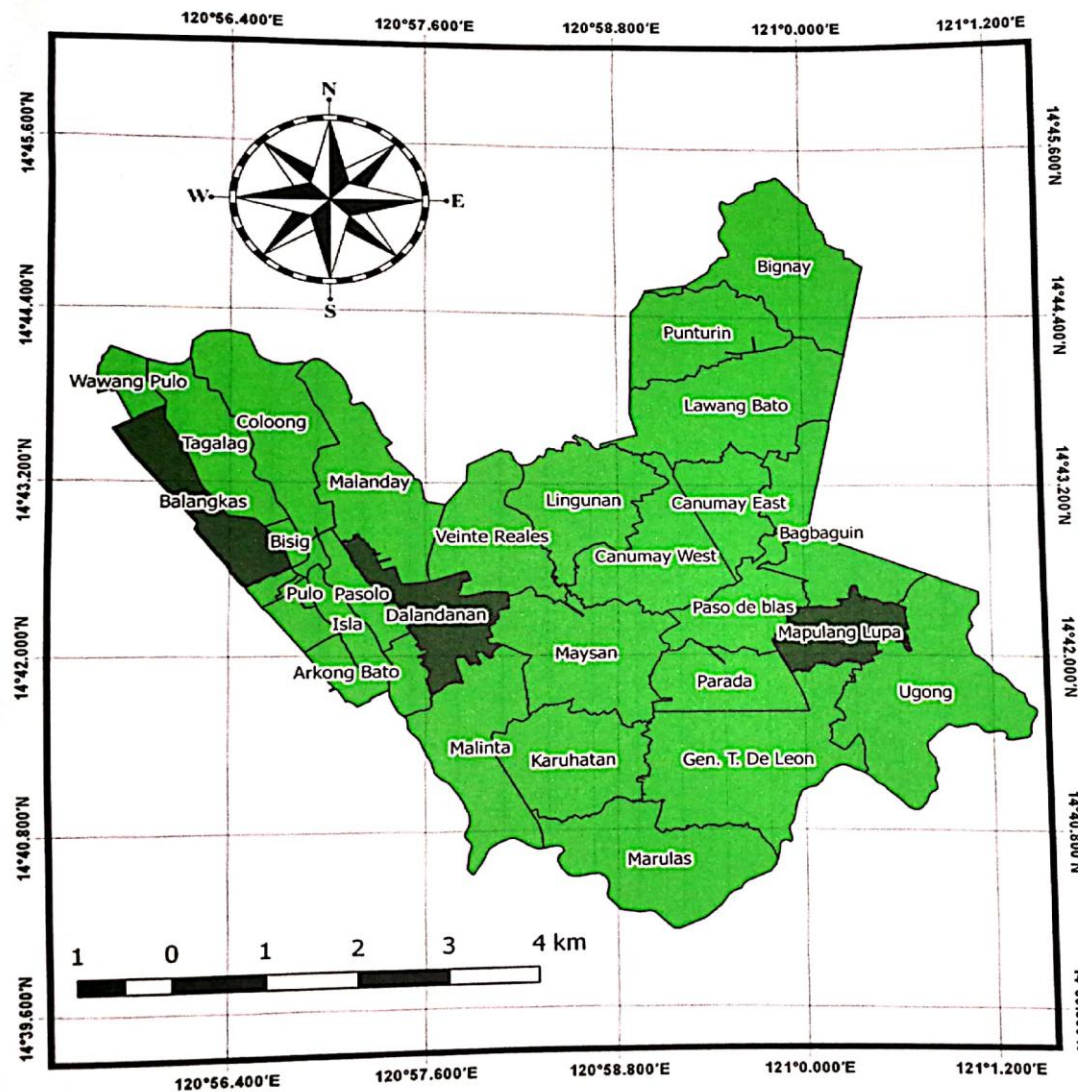 120°56.400'E 120°57.600'E 120°58.800'E 121°0.000'E 121°1.200'E
14°45.600'N
14°45.600'N
N
W
E
S
14°44.400'N
14°44.400'N
Bignay
Punturin
Wawang Pulo
Coloong
Lawang Bato
Tagalag
Malanday
14°43.200'N
14°43.200'N
Balangkas
Lingunan
Canumay East
Veinte Reales
Bisig
Canumay West
Bagbaguin
Pulo
Pasolo
Dalandanan
Paso de blas
Isla
Mapulang Lupa
14°42.000'N
14°42.000'N
Maysan
Arkong Bato
Parada
Ugong
Malinta
Karuhatan
Gen. T. De Leon
14°40.800'N
14°40.800'N
Marulas
1 0 1 2 3 4 km
14°39.600'N
120°56.400'E 120°57.600'E 120°58.800'E 121°0.000'E 121°1.200'E